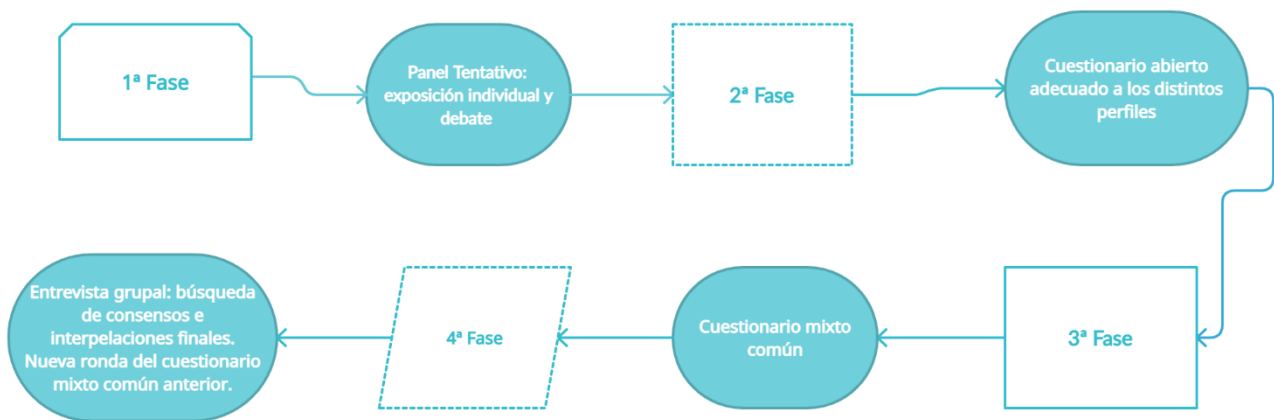 1ª Fase
Panel Tentativo:
exposición individual y
debate
2ª Fase
Cuestionario abierto
adecuado a los distintos
perfiles
3ª Fase
Cuestionario mixto
común
4ª Fase
Entrevista grupal: búsqueda
de consensos e
interpelaciones finales.
Nueva ronda del cuestionario
mixto común anterior.